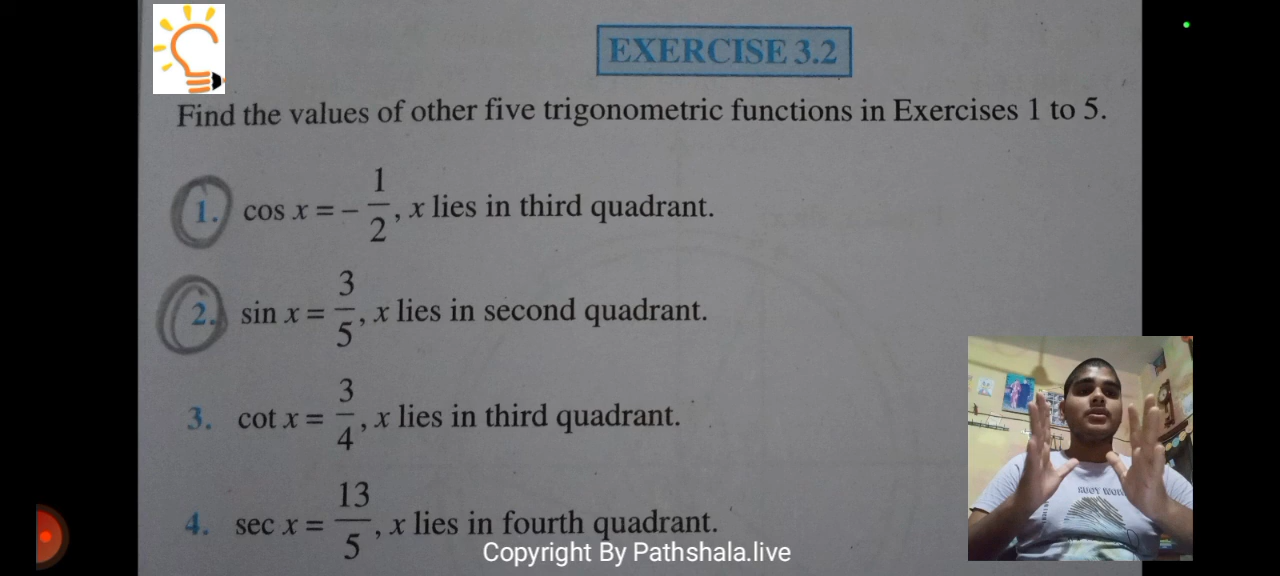 EXERCISE 3.2
Find the values of other five trigonometric functions in Exercises 1 to 5.
1. cos x = – 1/2, x lies in third quadrant.
2. sin x = 3/5, x lies in second quadrant.
3. cot x = 3/4, x lies in third quadrant.
4. sec x = 13/5, x lies in fourth quadrant.
Copyright By Pathshala.live